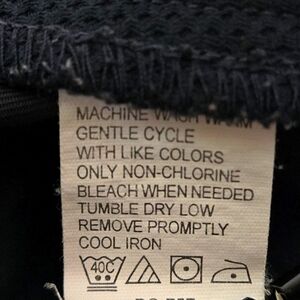 MACHINE WASH WARM
GENTLE CYCLE
WITH LIKE COLORS
ONLY NON-CHLORINE
BLEACH WHEN NEEDED
TUMBLE DRY LOW
REMOVE PROMPTLY
COOL IRON
40C